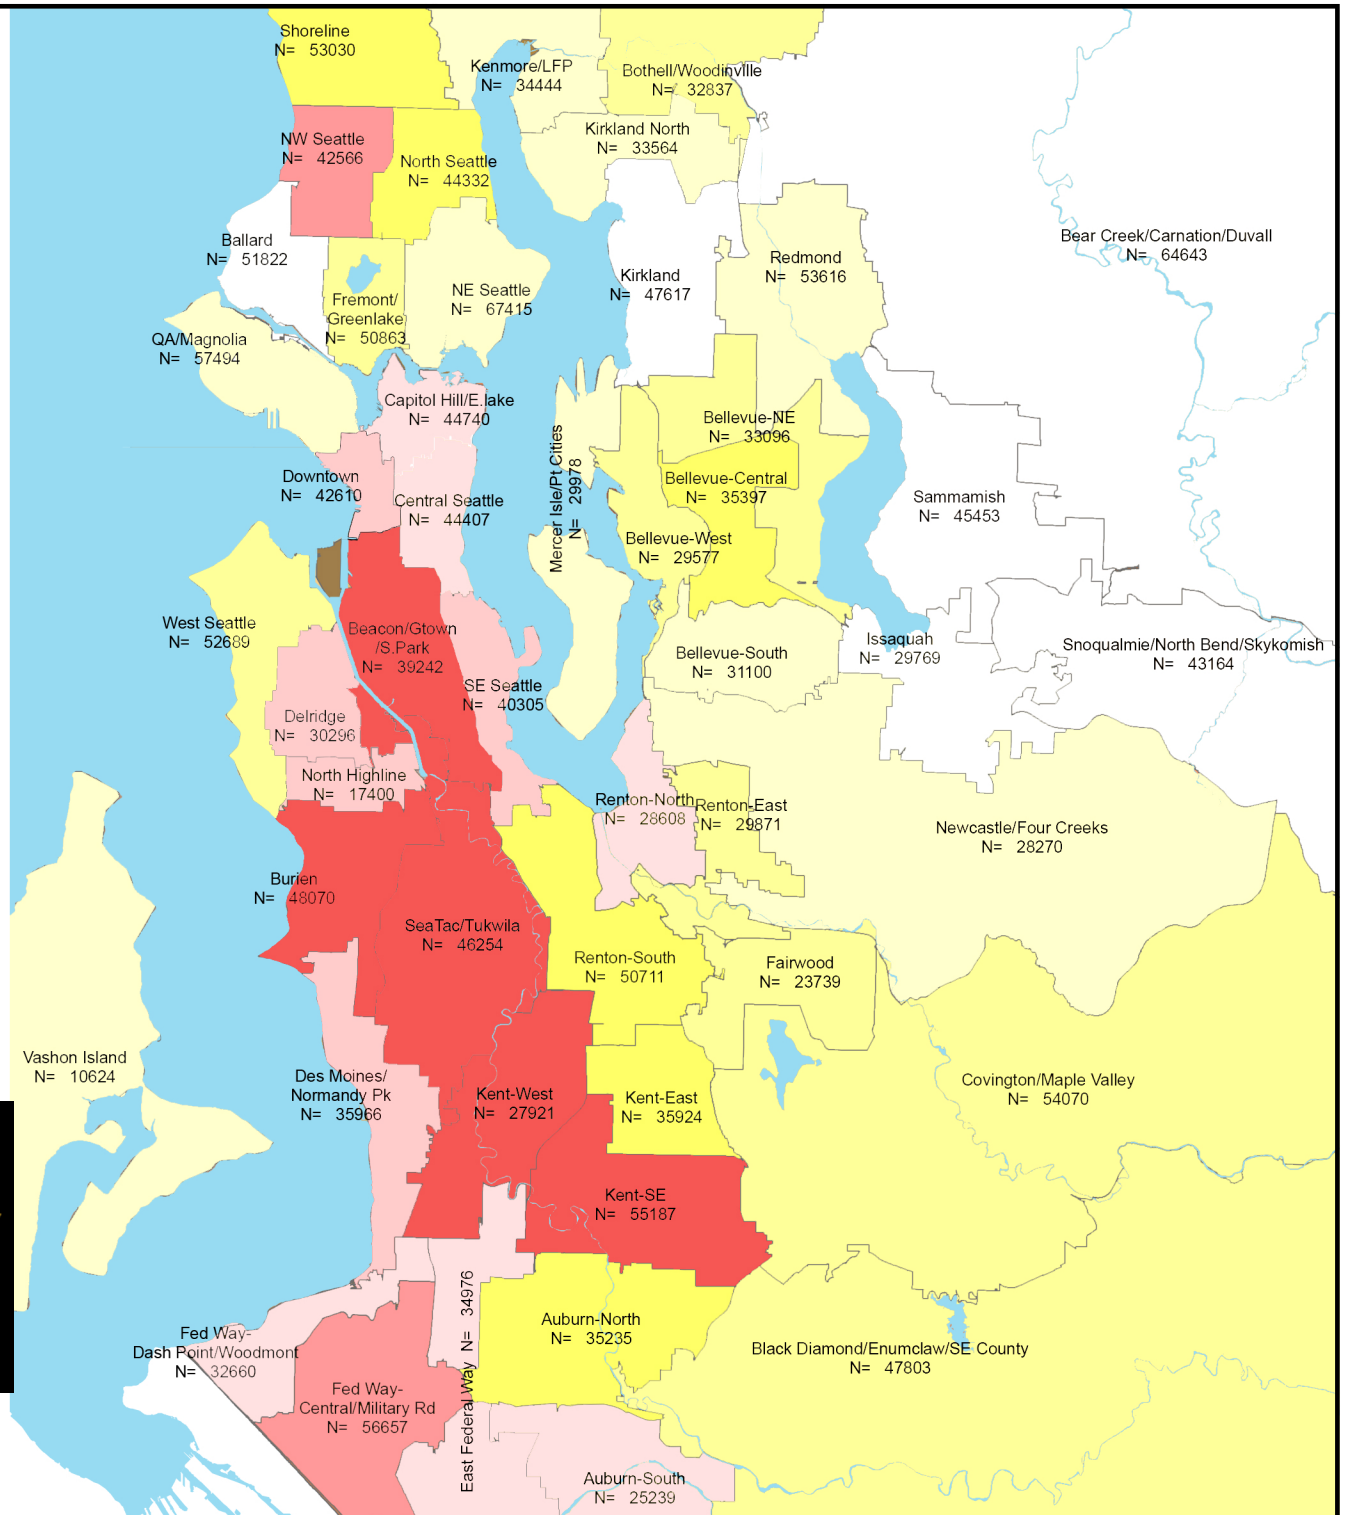 Shoreline
N= 53030
Kenmore/LFP
N= 34444
Bothell/Woodinville
N= 32837
NW Seattle
N= 42566
North Seattle
N= 44332
Kirkland North
N= 33564
Ballard
N= 51822
Bear Creek/Carnation/Duvall
N= 64643
Redmond
N= 53616
Kirkland
N= 47617
NE Seattle
N= 67415
Fremont/
Greenlake
N= 50863
QA/Magnolia
N= 57494
Capitol Hill/E.lake
N= 44740
Bellevue-NE
N= 33096
Mercer Isle/Pt Cities
N= 29978
Downtown
N= 42610
Bellevue-Central
N= 35397
Central Seattle
N= 44407
Sammamish
N= 45453
Bellevue-West
N= 29577
West Seattle
N= 52689
Beacon/Gtown
/S.Park
N= 39242
Issaquah
N= 29769
Snoqualmie/North Bend/Skykomish
N= 43164
Bellevue-South
N= 31100
SE Seattle
N= 40305
Delridge
N= 30296
North Highline
N= 17400
Renton-North
N= 28608
Renton-East
N= 29871
Newcastle/Four Creeks
N= 28270
Burien
N= 48070
SeaTac/Tukwila
N= 46254
Renton-South
N= 50711
Fairwood
N= 23739
Vashon Island
N= 10624
Des Moines/
Normandy Pk
N= 35966
Kent-West
N= 27921
Kent-East
N= 35924
Covington/Maple Valley
N= 54070
Kent-SE
N= 55187
East Federal Way N= 34976
Auburn-North
N= 35235
Fed Way-
Dash Point/Woodmont
N= 32660
Black Diamond/Enumclaw/SE County
N= 47803
Fed Way-
Central/Military Rd
N= 56657
Auburn-South
N= 25239